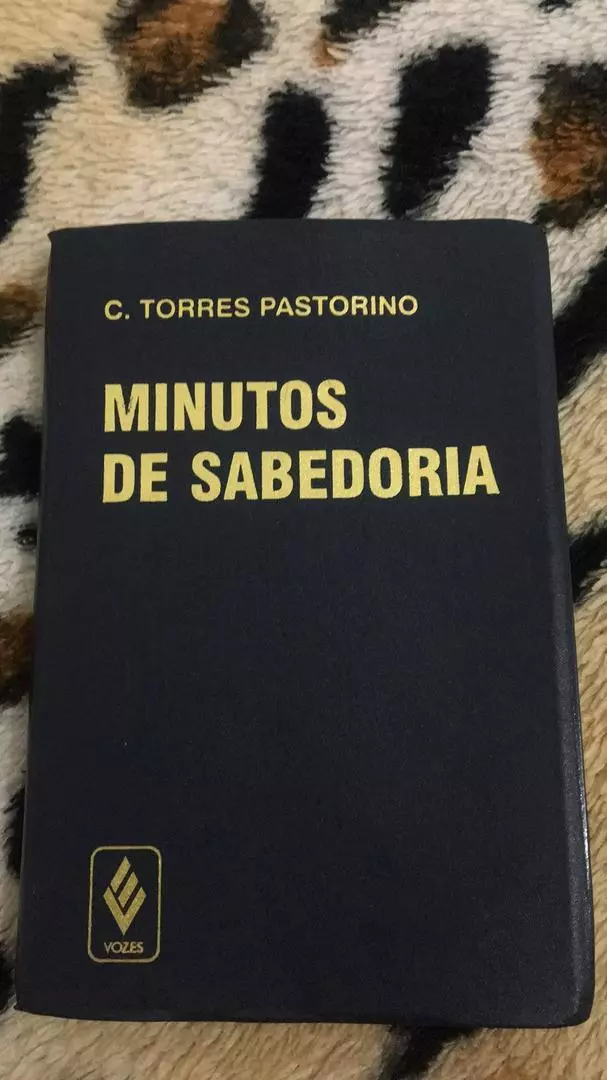 C. TORRES PASTORINO
MINUTOS
DE SABEDORIA
VOZES